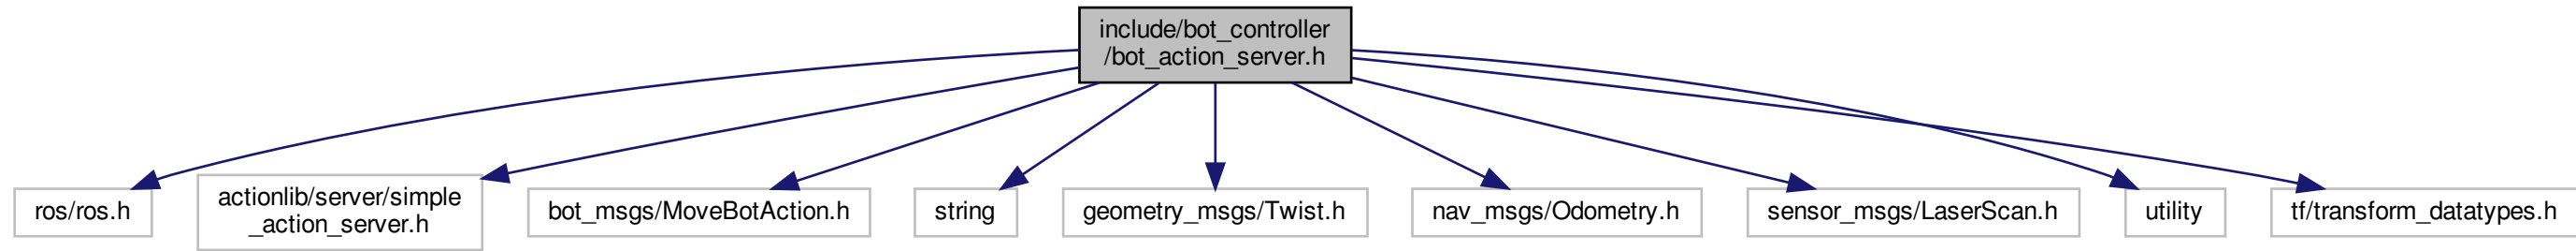 include/bot_controller
/bot_action_server.h
ros/ros.h
actionlib/server/simple
_action_server.h
bot_msgs/MoveBotAction.h
string
geometry_msgs/Twist.h
nav_msgs/Odometry.h
sensor_msgs/LaserScan.h
utility
tf/transform_datatypes.h